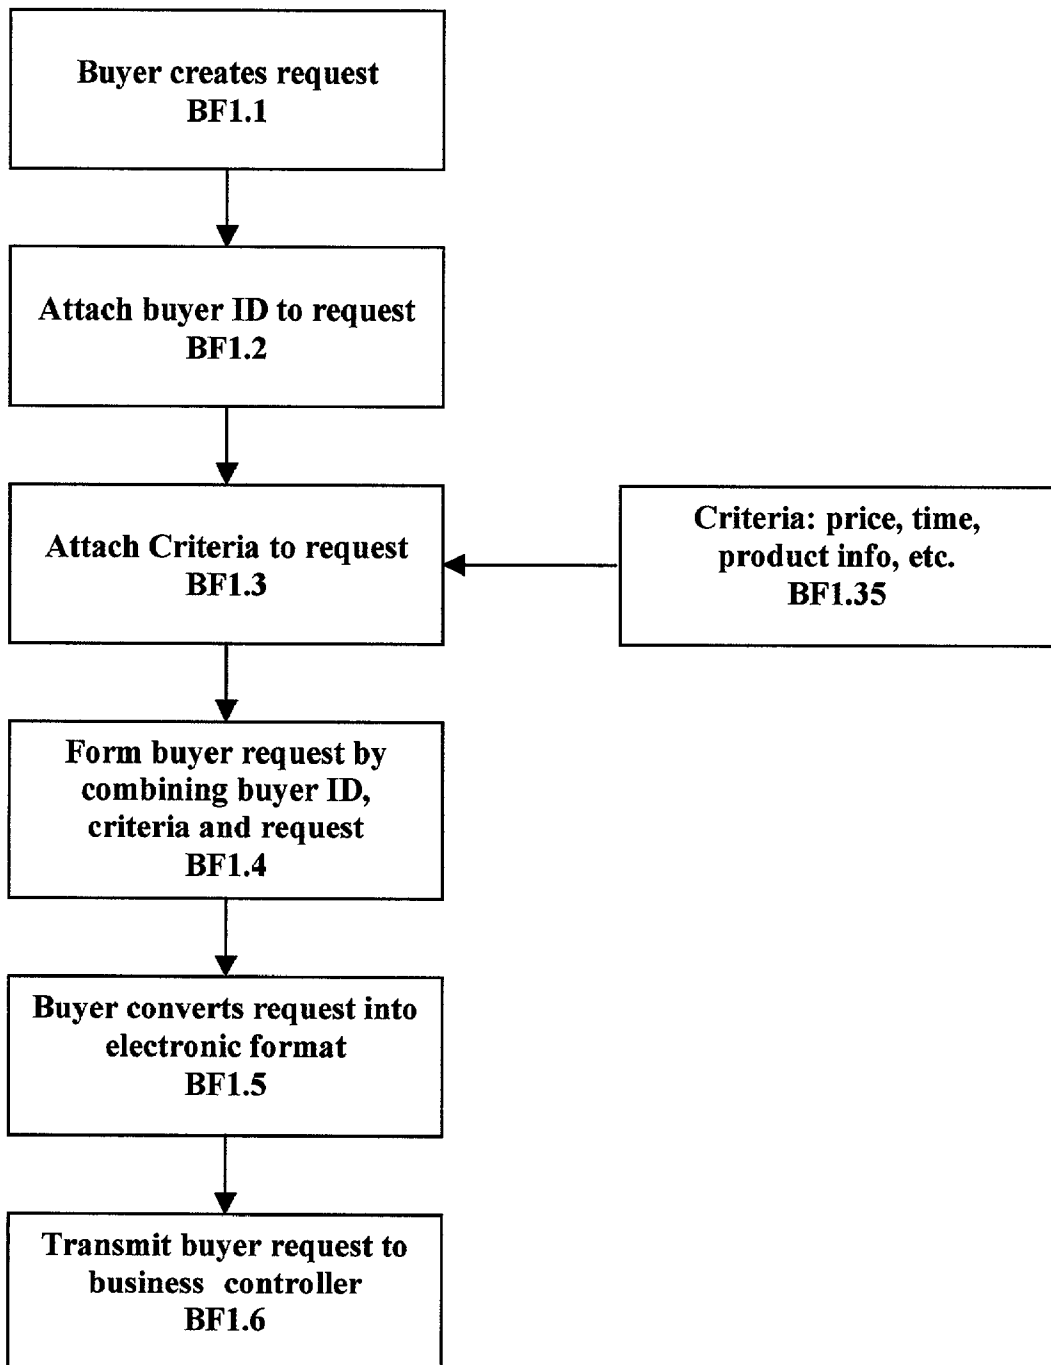 Buyer creates request
BF1.1
Attach buyer ID to request
BF1.2
Attach Criteria to request
BF1.3
Criteria: price, time,
product info, etc.
BF1.35
Form buyer request by
combining buyer ID,
criteria and request
BF1.4
Buyer converts request into
electronic format
BF1.5
Transmit buyer request to
business controller
BF1.6